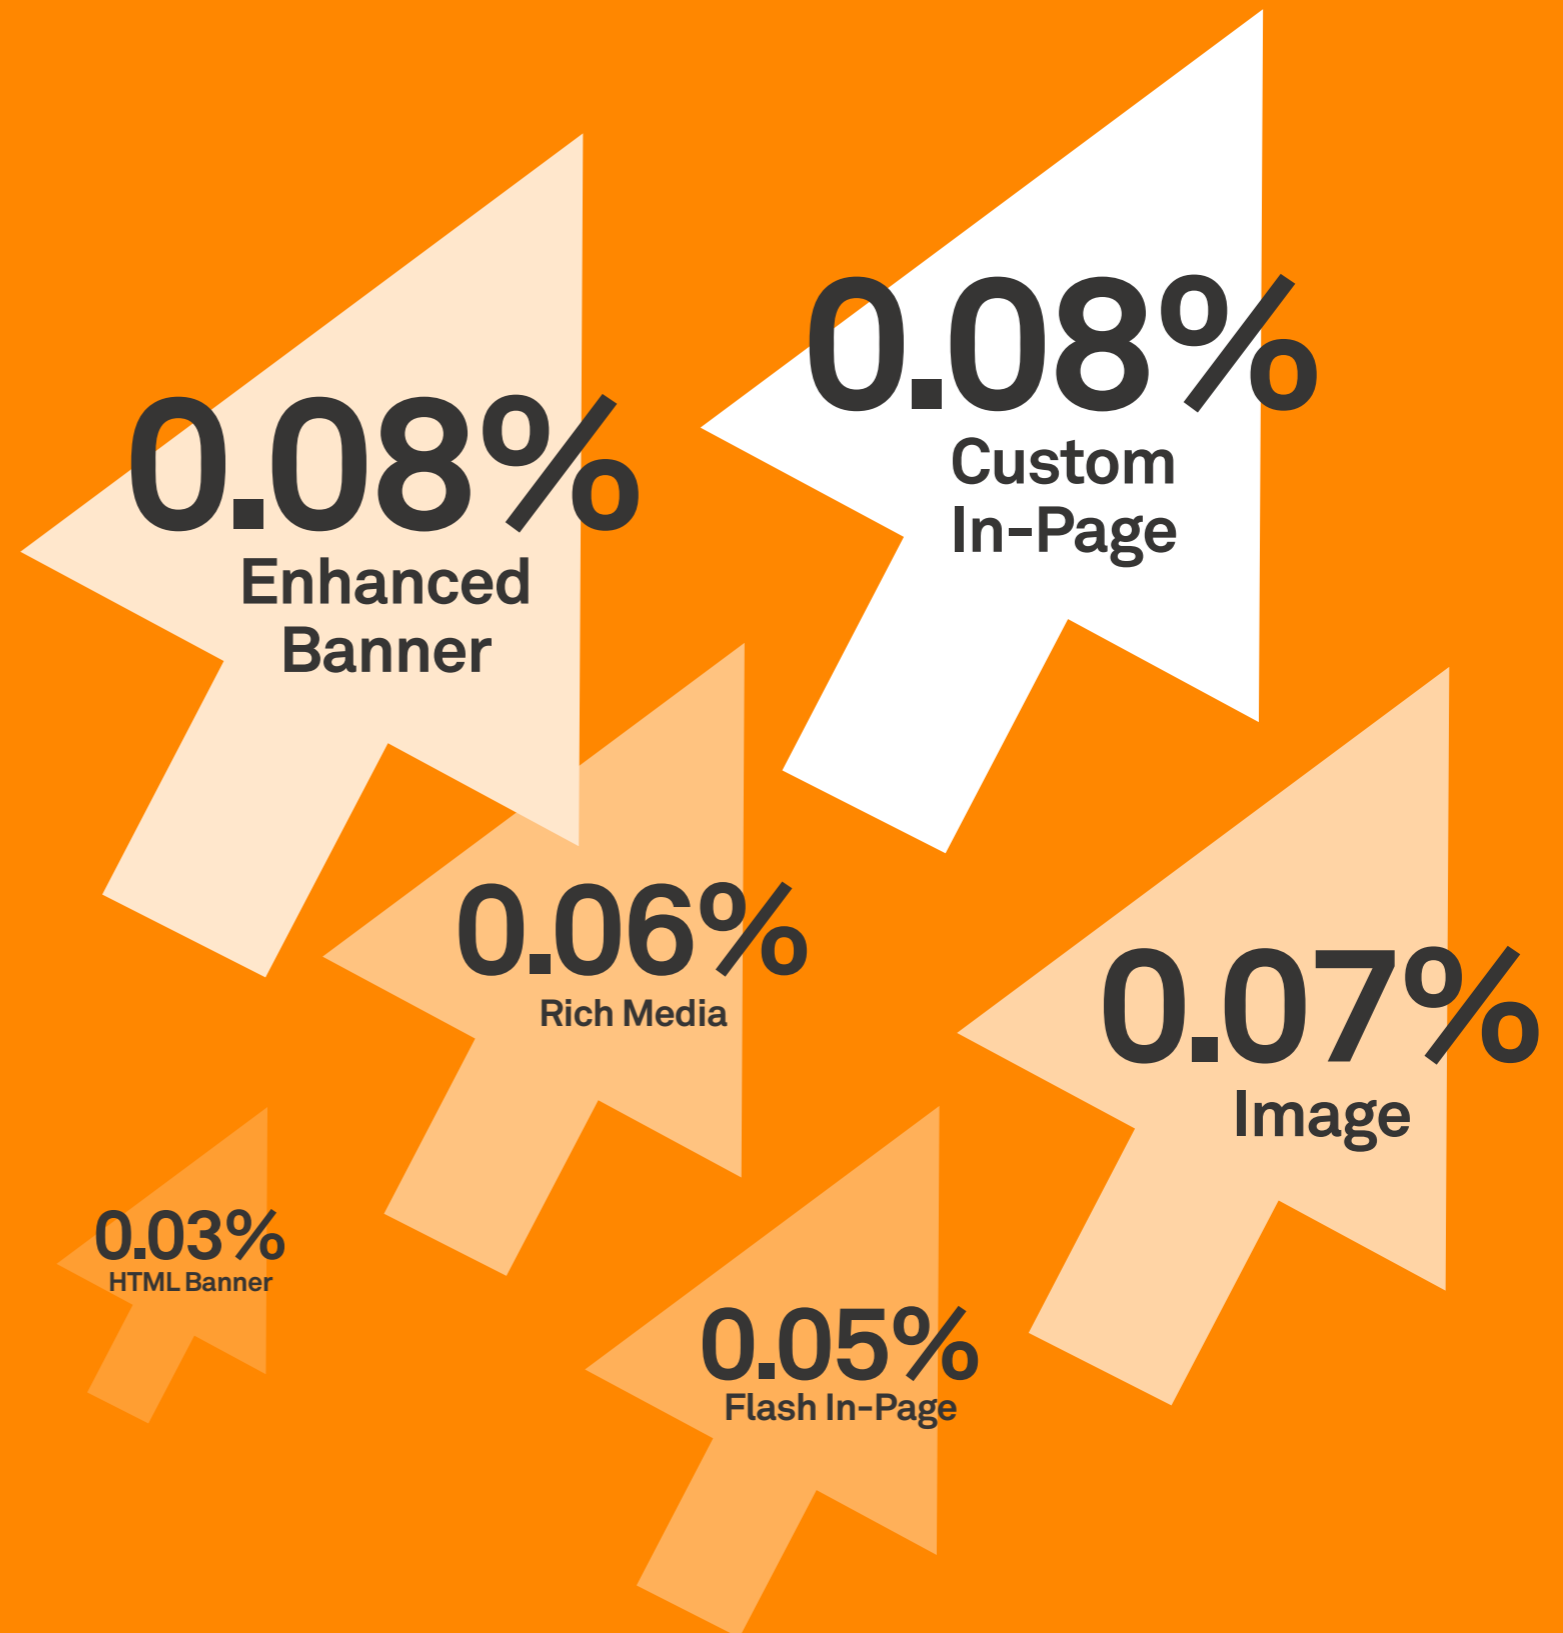 0.08%
Custom
In-Page
0.08%
Enhanced
Banner
0.06%
Rich Media
0.07%
Image
0.03%
HTML Banner
0.05%
Flash In-Page